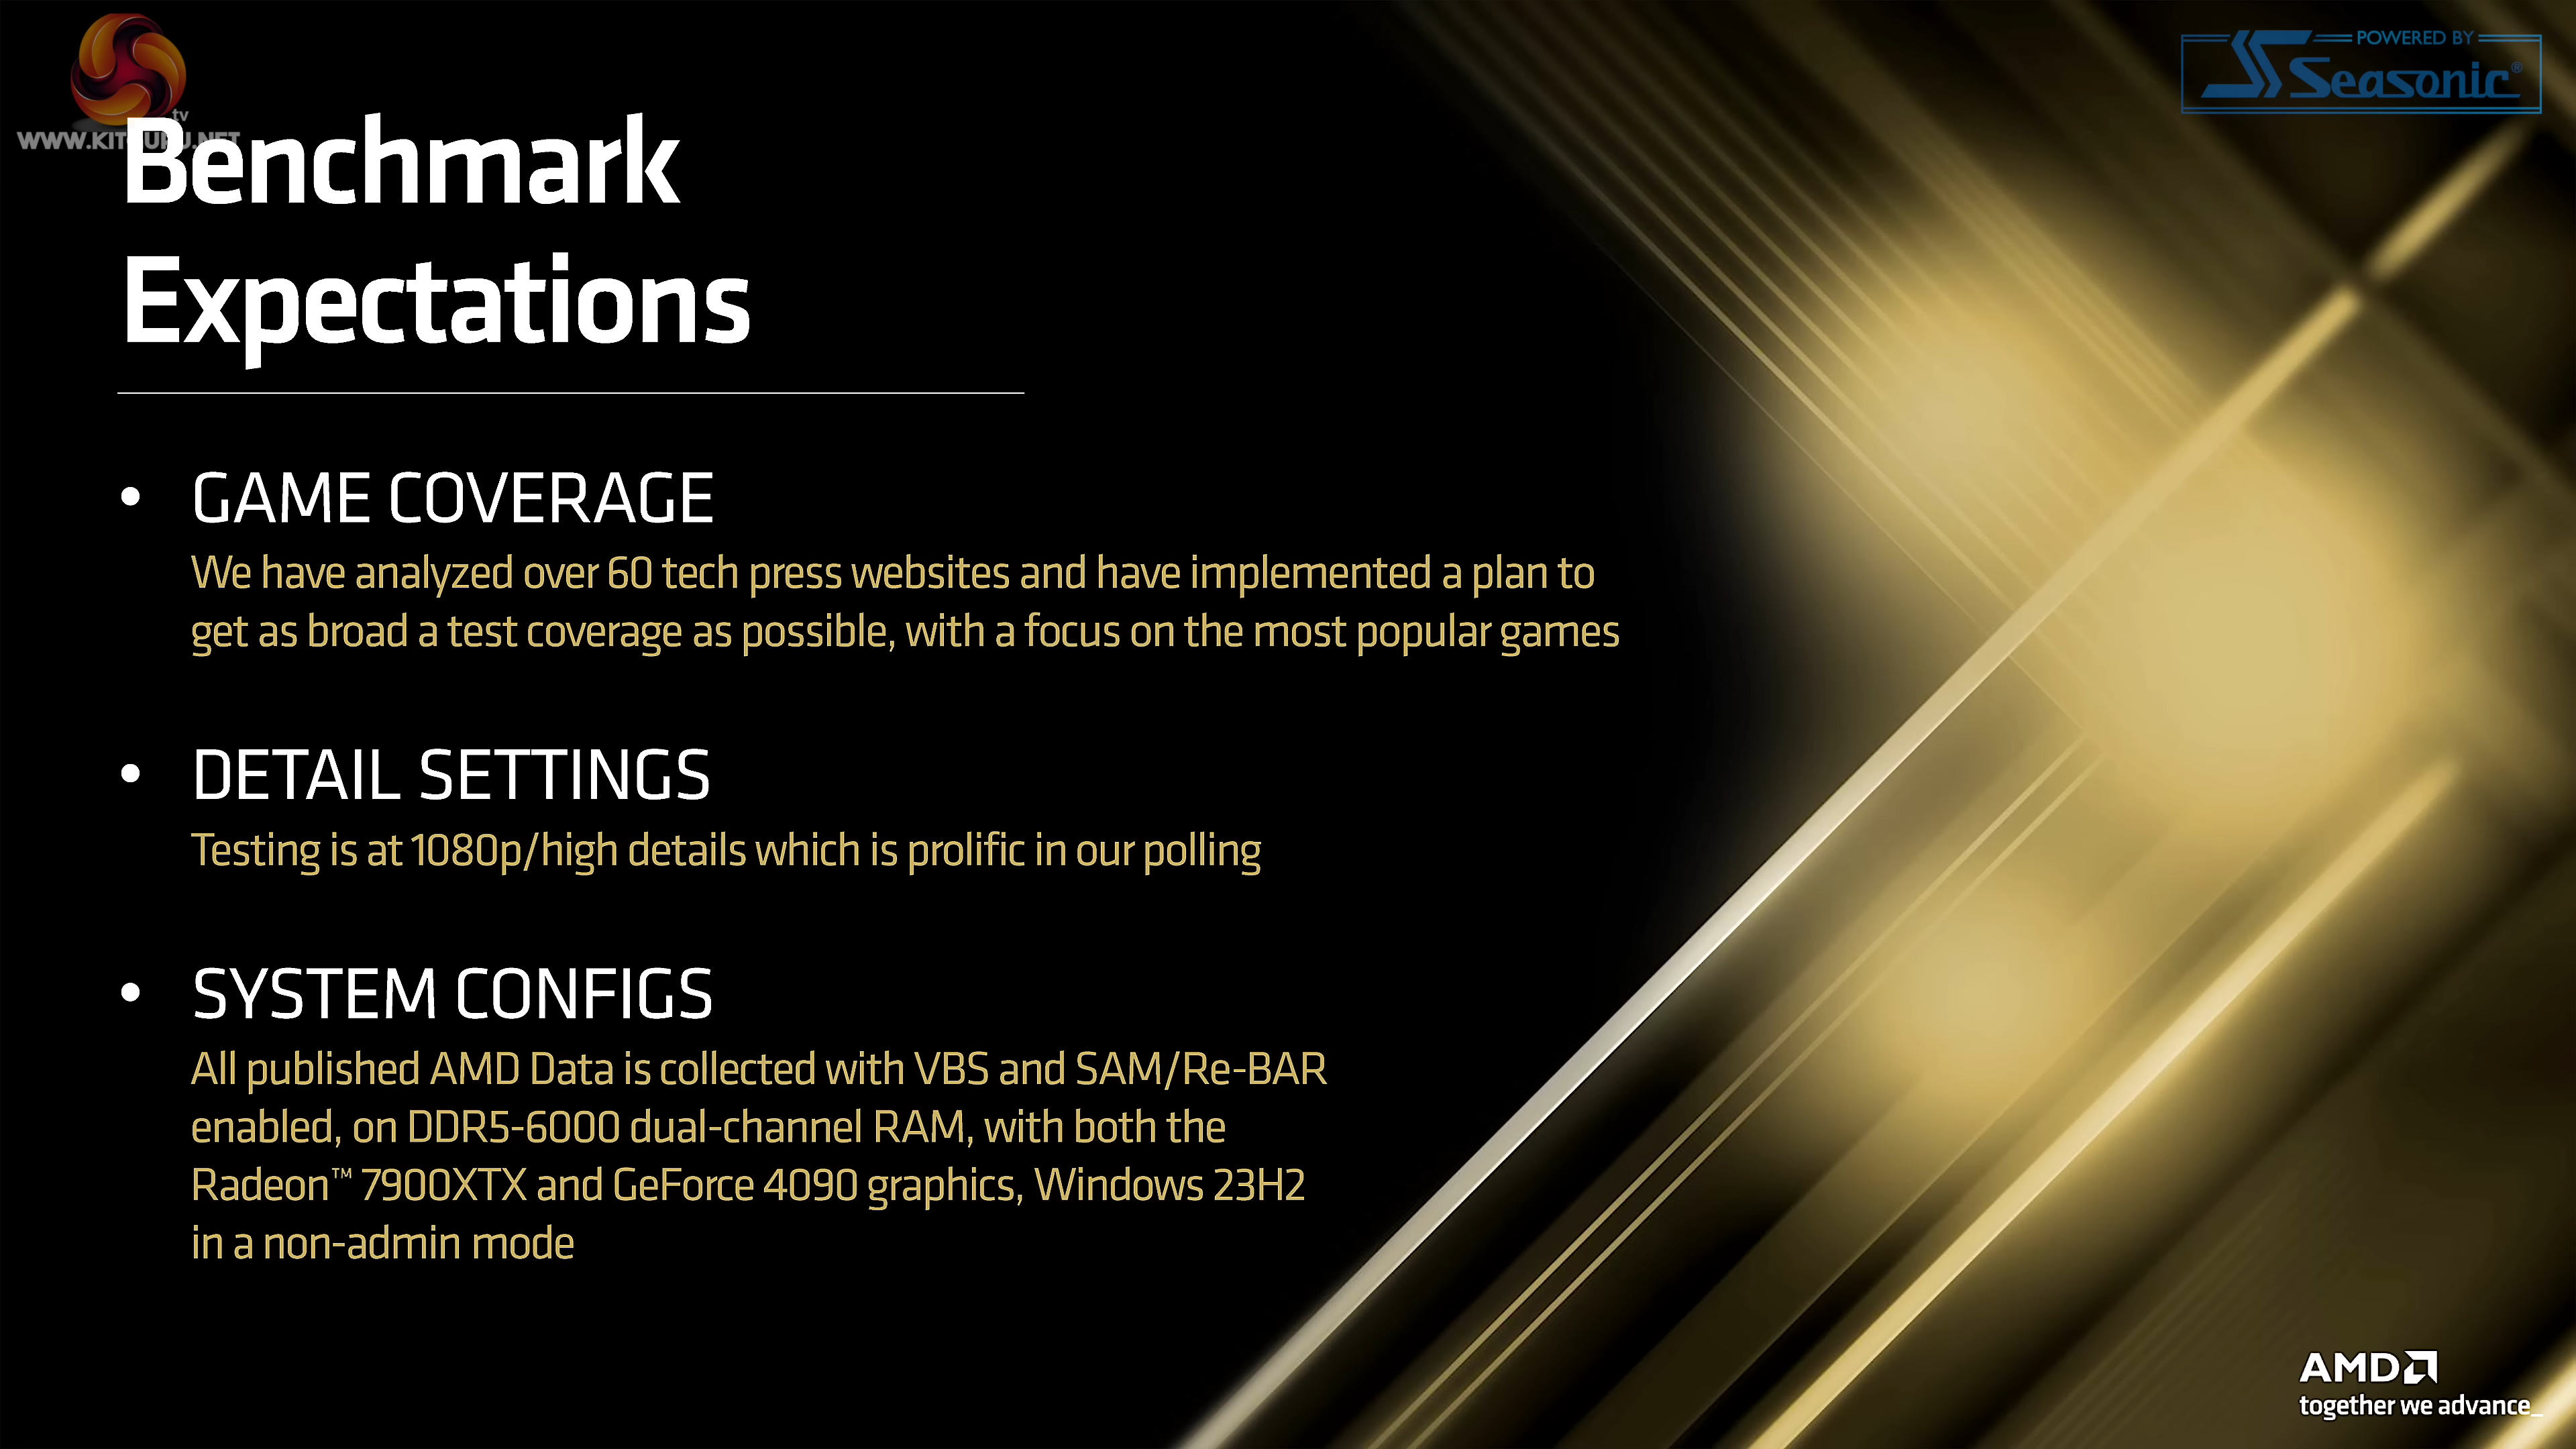 tv
WWW.KITGURU.NET
POWERED BY
Seasonic®
Benchmark
Expectations
• GAME COVERAGE
We have analyzed over 60 tech press websites and have implemented a plan to
get as broad a test coverage as possible, with a focus on the most popular games
• DETAIL SETTINGS
Testing is at 1080p/high details which is prolific in our polling
• SYSTEM CONFIGS
All published AMD Data is collected with VBS and SAM/Re-BAR
enabled, on DDR5-6000 dual-channel RAM, with both the
Radeon™ 7900XTX and GeForce 4090 graphics, Windows 23H2
in a non-admin mode
AMD
together we advance_